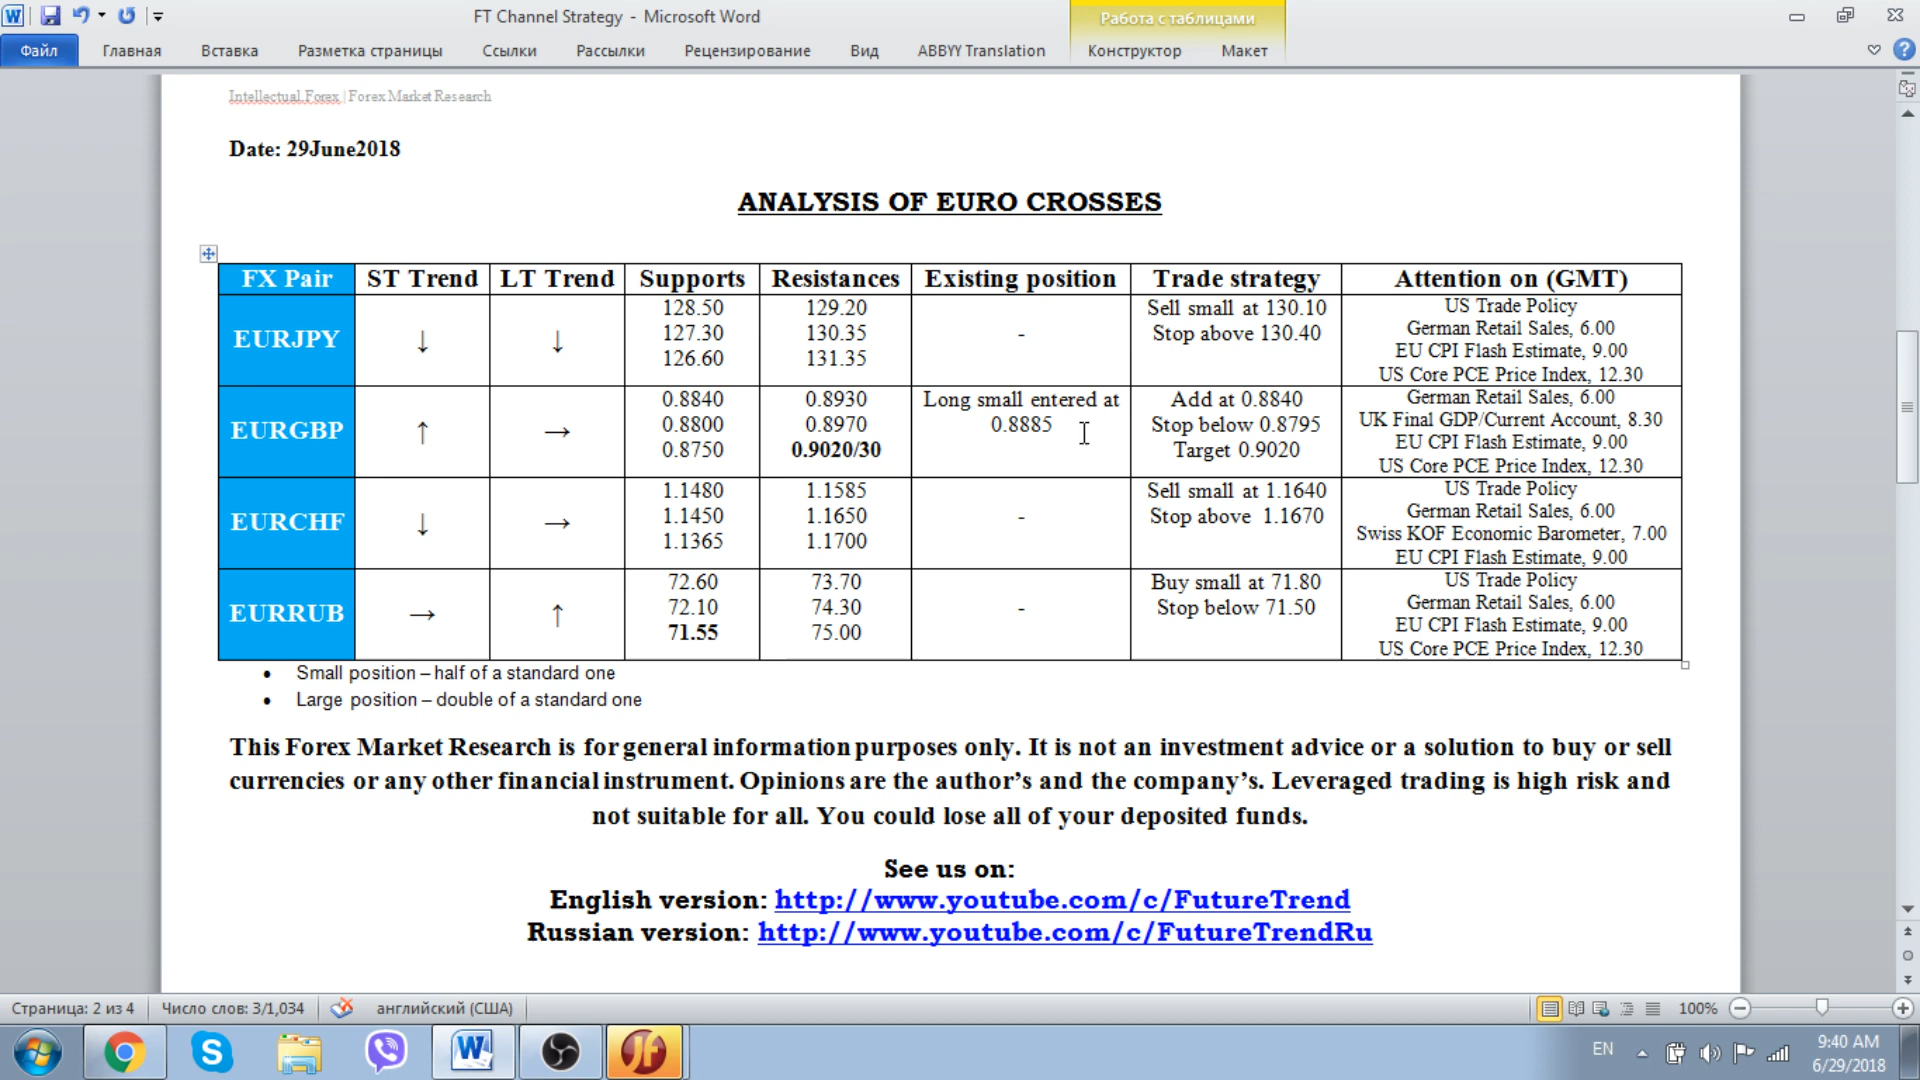 FT Channel Strategy - Microsoft Word
Работа с таблицами
Файл Главная Вставка Разметка страницы Ссылки Рассылки Рецензирование Вид ABBYY Translation Конструктор Макет
Intellectual.Forex | Forex Market Research
Date: 29June2018
ANALYSIS OF EURO CROSSES
FX Pair ST Trend LT Trend Supports Resistances Existing position Trade strategy Attention on (GMT)
EURJPY ↓ ↓
128.50
127.30
126.60
129.20
130.35
131.35
-
Sell small at 130.10
Stop above 130.40
US Trade Policy
German Retail Sales, 6.00
EU CPI Flash Estimate, 9.00
US Core PCE Price Index, 12.30
EURGBP ↑ →
0.8840
0.8800
0.8750
0.8930
0.8970
0.9020/30
Long small entered at
0.8885
Add at 0.8840
Stop below 0.8795
Target 0.9020
German Retail Sales, 6.00
UK Final GDP/Current Account, 8.30
EU CPI Flash Estimate, 9.00
US Core PCE Price Index, 12.30
EURCHF ↓ →
1.1480
1.1450
1.1365
1.1585
1.1650
1.1700
-
Sell small at 1.1640
Stop above 1.1670
US Trade Policy
German Retail Sales, 6.00
Swiss KOF Economic Barometer, 7.00
EU CPI Flash Estimate, 9.00
EURRUB → ↑
72.60
72.10
71.55
73.70
74.30
75.00
-
Buy small at 71.80
Stop below 71.50
US Trade Policy
German Retail Sales, 6.00
EU CPI Flash Estimate, 9.00
US Core PCE Price Index, 12.30
• Small position – half of a standard one
• Large position – double of a standard one
This Forex Market Research is for general information purposes only. It is not an investment advice or a solution to buy or sell
currencies or any other financial instrument. Opinions are the author's and the company's. Leveraged trading is high risk and
not suitable for all. You could lose all of your deposited funds.
See us on:
English version: http://www.youtube.com/c/FutureTrend
Russian version: http://www.youtube.com/c/FutureTrendRu
Страница: 2 из 4 Число слов: 3/1,034 английский (США) 100%
EN
9:40 AM
6/29/2018